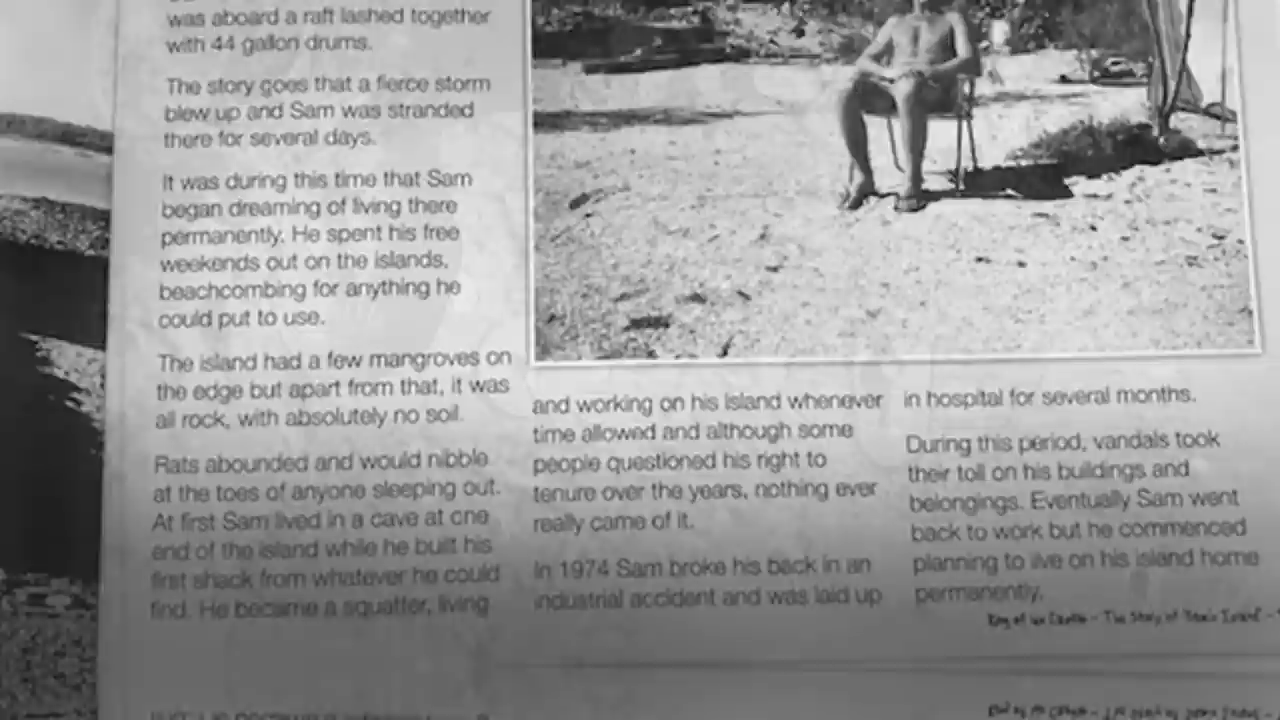 was aboard a raft lashed together
with 44 gallon drums.
The story goes that a fierce storm
blew up and Sam was stranded
there for several days.
It was during this time that Sam
began dreaming of living there
permanently. He spent his free
weekends out on the islands,
beachcombing for anything he
could put to use.
The island had a few mangroves on
the edge but apart from that, it was
all rock, with absolutely no soil.
Rats abounded and would nibble
at the toes of anyone sleeping out.
At first Sam lived in a cave at one
end of the island while he built his
first shack from whatever he could
find. He became a squatter, living
and working on his island whenever
time allowed and although some
people questioned his right to
tenure over the years, nothing ever
really came of it.
In 1974 Sam broke his back in an
industrial accident and was laid up
in hospital for several months.
During this period, vandals took
their toll on his buildings and
belongings. Eventually Sam went
back to work but he commenced
planning to live on his island home
permanently.
The Story of